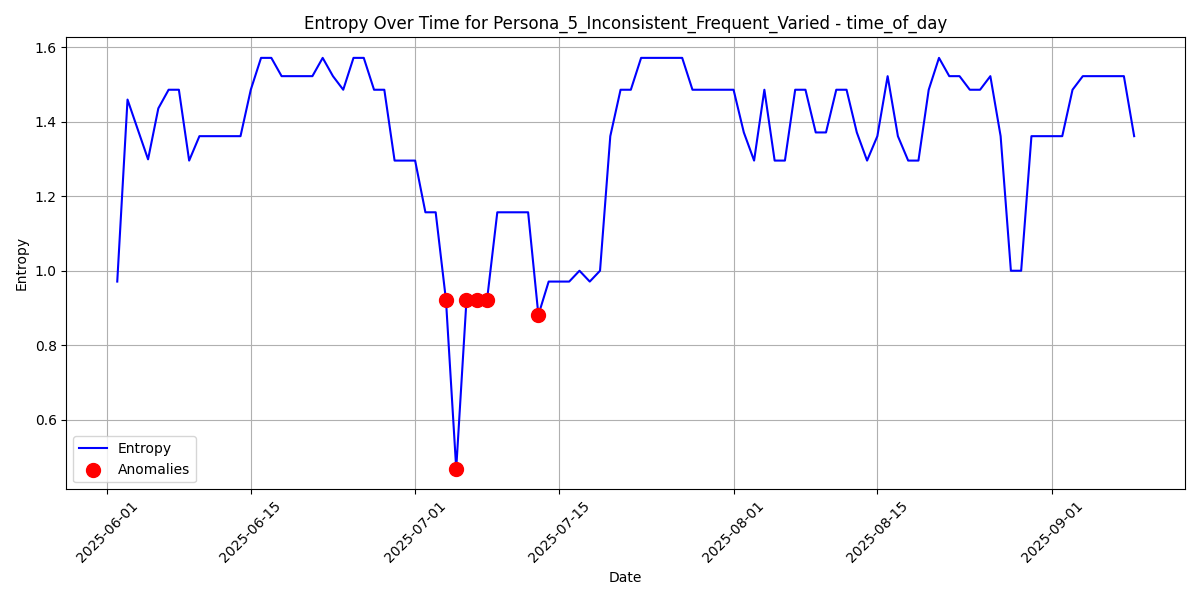 Entropy Over Time for Persona_5_Inconsistent_Frequent_Varied - time_of_day
Entropy
1.6
1.4
1.2
1.0
0.8
0.6
Entropy
Anomalies
2025-06-01
2025-06-15
2025-07-01
2025-07-15
2025-08-01
2025-08-15
2025-09-01
Date